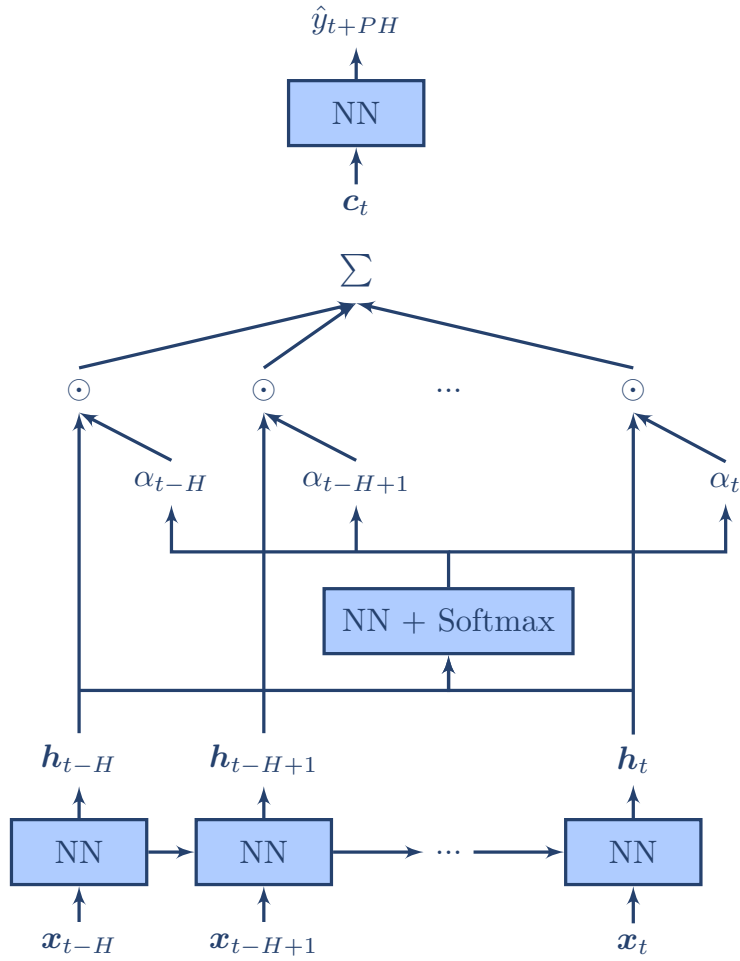 ŷ_{t+PH}
NN
c_t
∑
⊙ ⊙ ... ⊙
α_{t−H} α_{t−H+1} α_t
NN + Softmax
h_{t−H} h_{t−H+1} h_t
NN NN ... NN
x_{t−H} x_{t−H+1} x_t